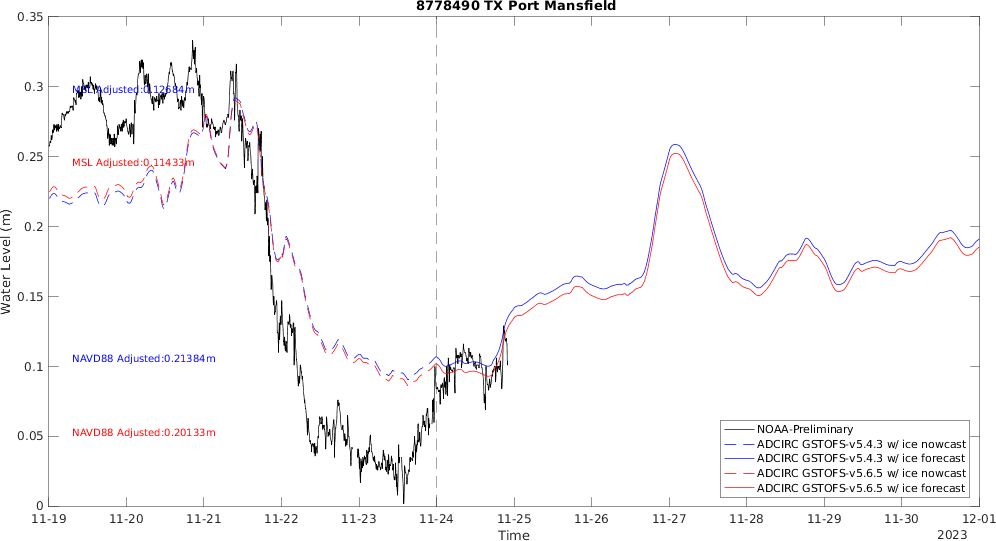 8778490 TX Port Mansfield
0.35
0.3
0.25
0.2
0.15
0.1
0.05
0
Water Level (m)
MSL Adjusted:0.12684m
MSL Adjusted:0.11433m
NAVD88 Adjusted:0.21384m
NAVD88 Adjusted:0.20133m
NOAA-Preliminary
ADCIRC GSTOFS-v5.4.3 w/ ice nowcast
ADCIRC GSTOFS-v5.4.3 w/ ice forecast
ADCIRC GSTOFS-v5.6.5 w/ ice nowcast
ADCIRC GSTOFS-v5.6.5 w/ ice forecast
11-19 11-20 11-21 11-22 11-23 11-24 11-25 11-26 11-27 11-28 11-29 11-30 12-01
Time
2023